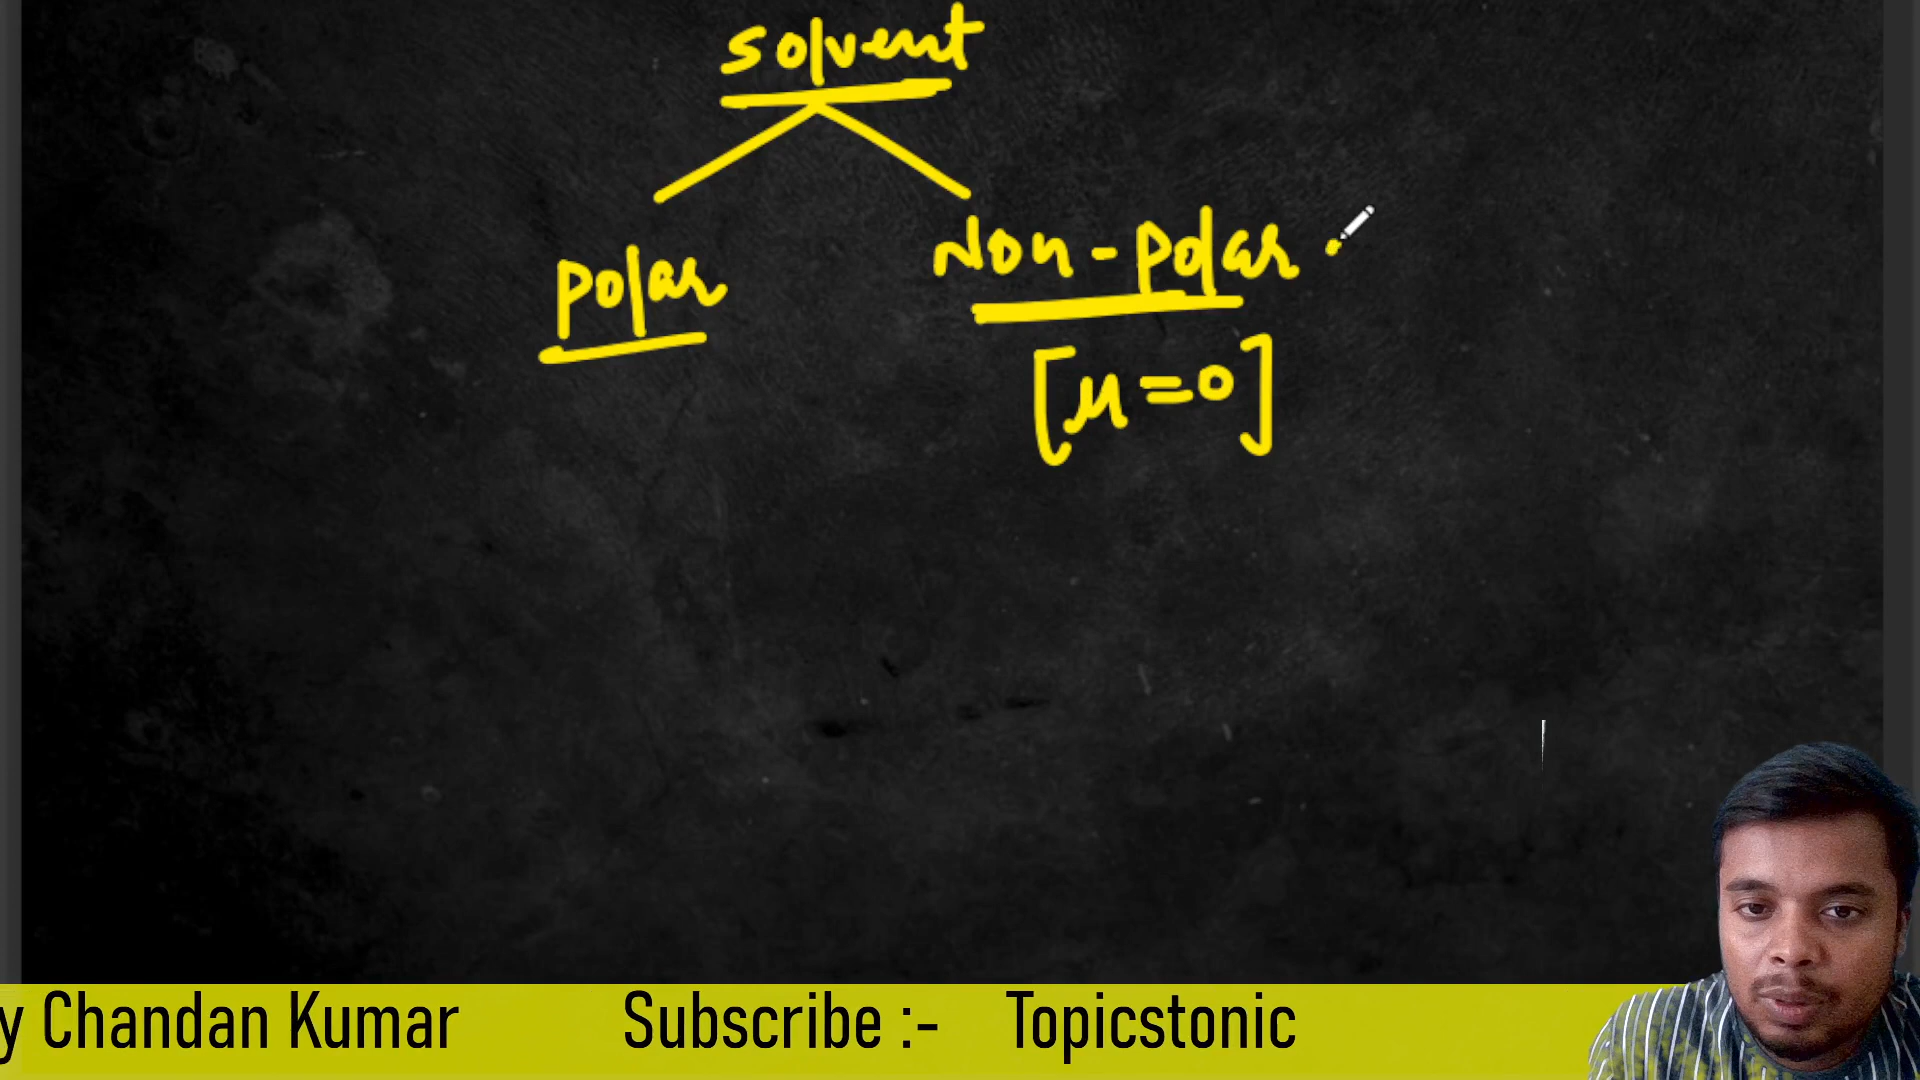 solvent
polar
Non-polar
[μ=0]
y Chandan Kumar Subscribe :- Topicstonic